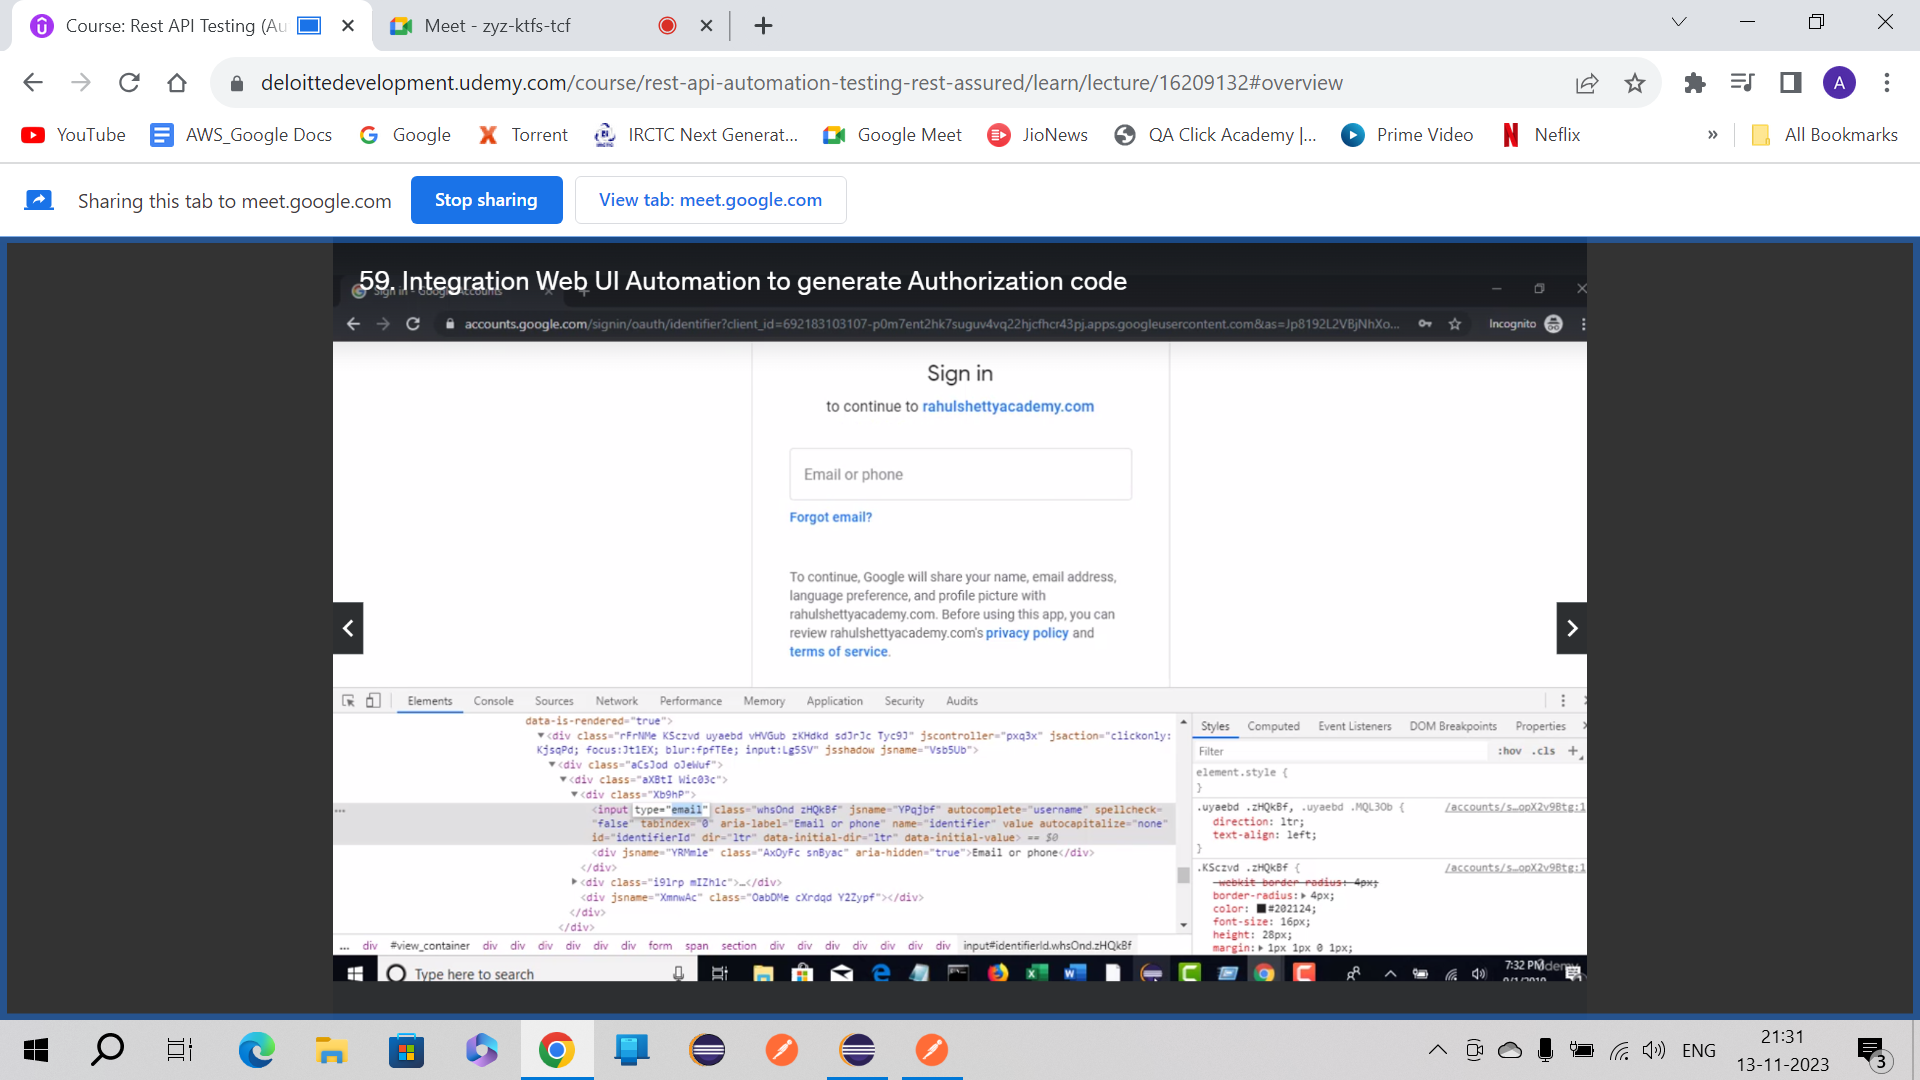 Course: Rest API Testing (Au
Meet - zyz-ktfs-tcf
deloittedevelopment.udemy.com/course/rest-api-automation-testing-rest-assured/learn/lecture/16209132#overview
A
YouTube
AWS_Google Docs
Google
Torrent
IRCTC Next Generat...
Google Meet
JioNews
QA Click Academy |...
Prime Video
Neflix
»
All Bookmarks
Sharing this tab to meet.google.com
Stop sharing
View tab: meet.google.com
59. Integration Web UI Automation to generate Authorization code
Sign in - Google Accounts
accounts.google.com/signin/oauth/identifier?client_id=692183103107-p0m7ent2hk7suguv4vq22hjcfhcr43pj.apps.googleusercontent.com&as=Jp8192L2VBjNhXo...
Incognito
Sign in
to continue to rahulshettyacademy.com
Email or phone
Forgot email?
To continue, Google will share your name, email address,
language preference, and profile picture with
rahulshettyacademy.com. Before using this app, you can
review rahulshettyacademy.com's privacy policy and
terms of service.
Elements Console Sources Network Performance Memory Application Security Audits
data-is-rendered="true">
<div class="rFrNMe KSczvd uyaebd vHVGub zKHdkd sdJrJc Tyc9J" jscontroller="pxq3x" jsaction="clickonly:
KjsqPd; focus:Jt1EX; blur:fpfTEe; input:Lg5SV" jsshadow jsname="Vsb5Ub">
<div class="aCsJod oJeWuf">
<div class="aXBtI Wic03c">
<div class="Xb9hP">
<input type="email" class="whsOnd zHQkBf" jsname="YPqjbf" autocomplete="username" spellcheck=
"false" tabindex="0" aria-label="Email or phone" name="identifier" value autocapitalize="none"
id="identifierId" dir="ltr" data-initial-dir="ltr" data-initial-value> == $0
<div jsname="YRMmle" class="AxOyFc snByac" aria-hidden="true">Email or phone</div>
</div>
<div class="i9lrp mIZh1c">…</div>
<div jsname="XmnwAc" class="OabDMe cXrdqd Y2Zypf"></div>
</div>
</div>
... div #view_container div div div div div div form span section div div div div div div div input#identifierId.whsOnd.zHQkBf
Styles Computed Event Listeners DOM Breakpoints Properties
Filter
:hov .cls +
element.style {
}
.uyaebd .zHQkBf, .uyaebd .MQL3Ob {
/accounts/s…opX2v9Btg:1
direction: ltr;
text-align: left;
}
.KSczvd .zHQkBf {
/accounts/s…opX2v9Btg:1
-webkit-border-radius: 4px;
border-radius: 4px;
color: #202124;
font-size: 16px;
height: 28px;
margin: 1px 1px 0 1px;
Type here to search
7:32 PM
ENG
21:31
13-11-2023
3